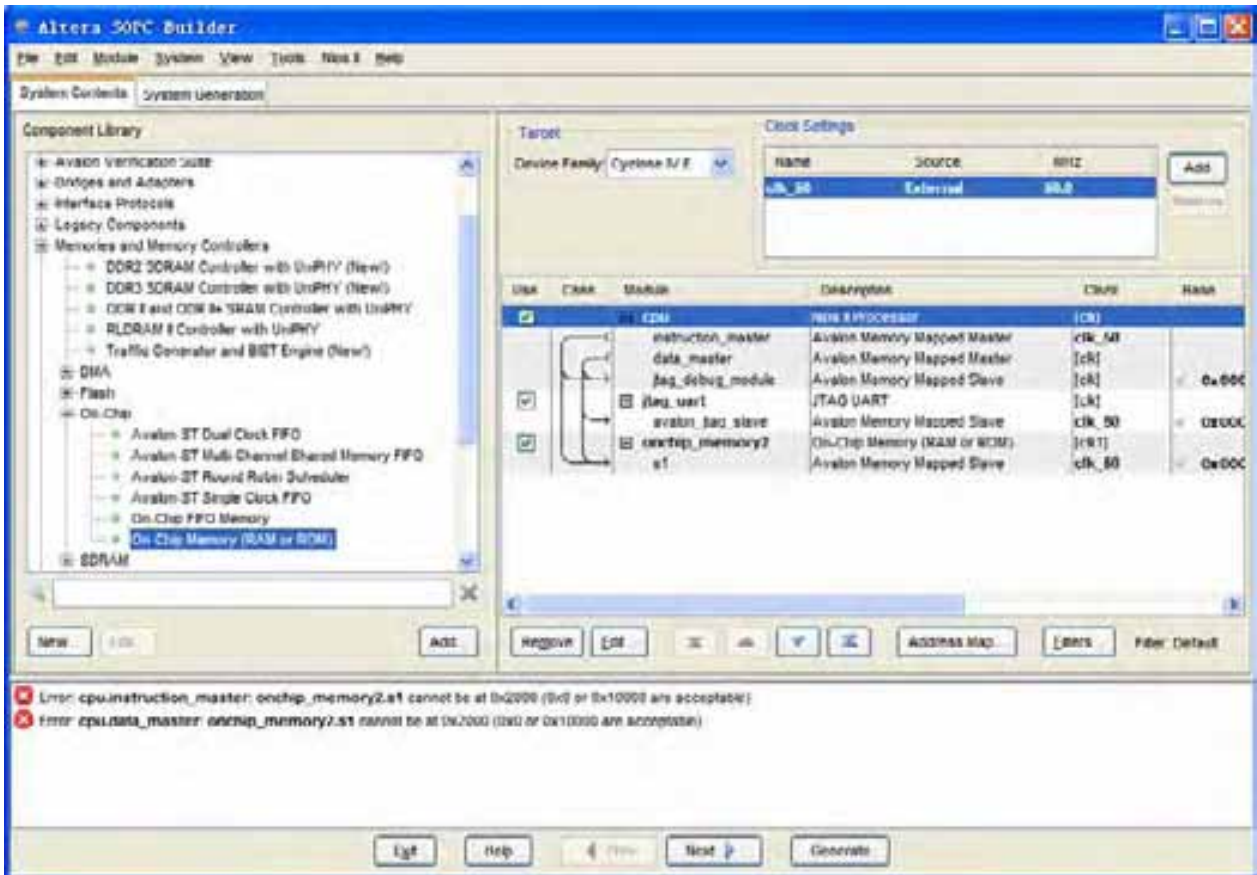 Altera SOPC Builder
File Edit Module System View Tools Nios II Help
System Contents System Generation
Component Library
Avalon Verification Suite
Bridges and Adapters
Interface Protocols
Legacy Components
Memories and Memory Controllers
DDR2 SDRAM Controller with UniPHY (New!)
DDR3 SDRAM Controller with UniPHY (New!)
QDR II and QDR II+ SRAM Controller with UniPHY
RLDRAM II Controller with UniPHY
Traffic Generator and BIST Engine (New!)
DMA
Flash
On-Chip
Avalon-ST Dual Clock FIFO
Avalon-ST Multi-Channel Shared Memory FIFO
Avalon-ST Round Robin Scheduler
Avalon-ST Single Clock FIFO
On-Chip FIFO Memory
On-Chip Memory (RAM or ROM)
SDRAM
New... Edit... Add...
Target
Device Family: Cyclone IV E
Clock Settings
Name Source MHz
clk_50 External 50.0
Add
Remove
Use Conn Module Description Clock Base
cpu Nios II Processor [clk]
instruction_master Avalon Memory Mapped Master clk_50
data_master Avalon Memory Mapped Master [clk]
jtag_debug_module Avalon Memory Mapped Slave [clk]
jtag_uart JTAG UART [clk]
avalon_jtag_slave Avalon Memory Mapped Slave clk_50
onchip_memory2 On-Chip Memory (RAM or ROM) [clk1]
s1 Avalon Memory Mapped Slave clk_50
Remove Edit... Address Map... Filters... Filter: Default
Error: cpu.instruction_master: onchip_memory2.s1 cannot be at 0x2000 (0x0 or 0x10000 are acceptable)
Error: cpu.data_master: onchip_memory2.s1 cannot be at 0x2000 (0x0 or 0x10000 are acceptable)
Exit Help Prev Next Generate